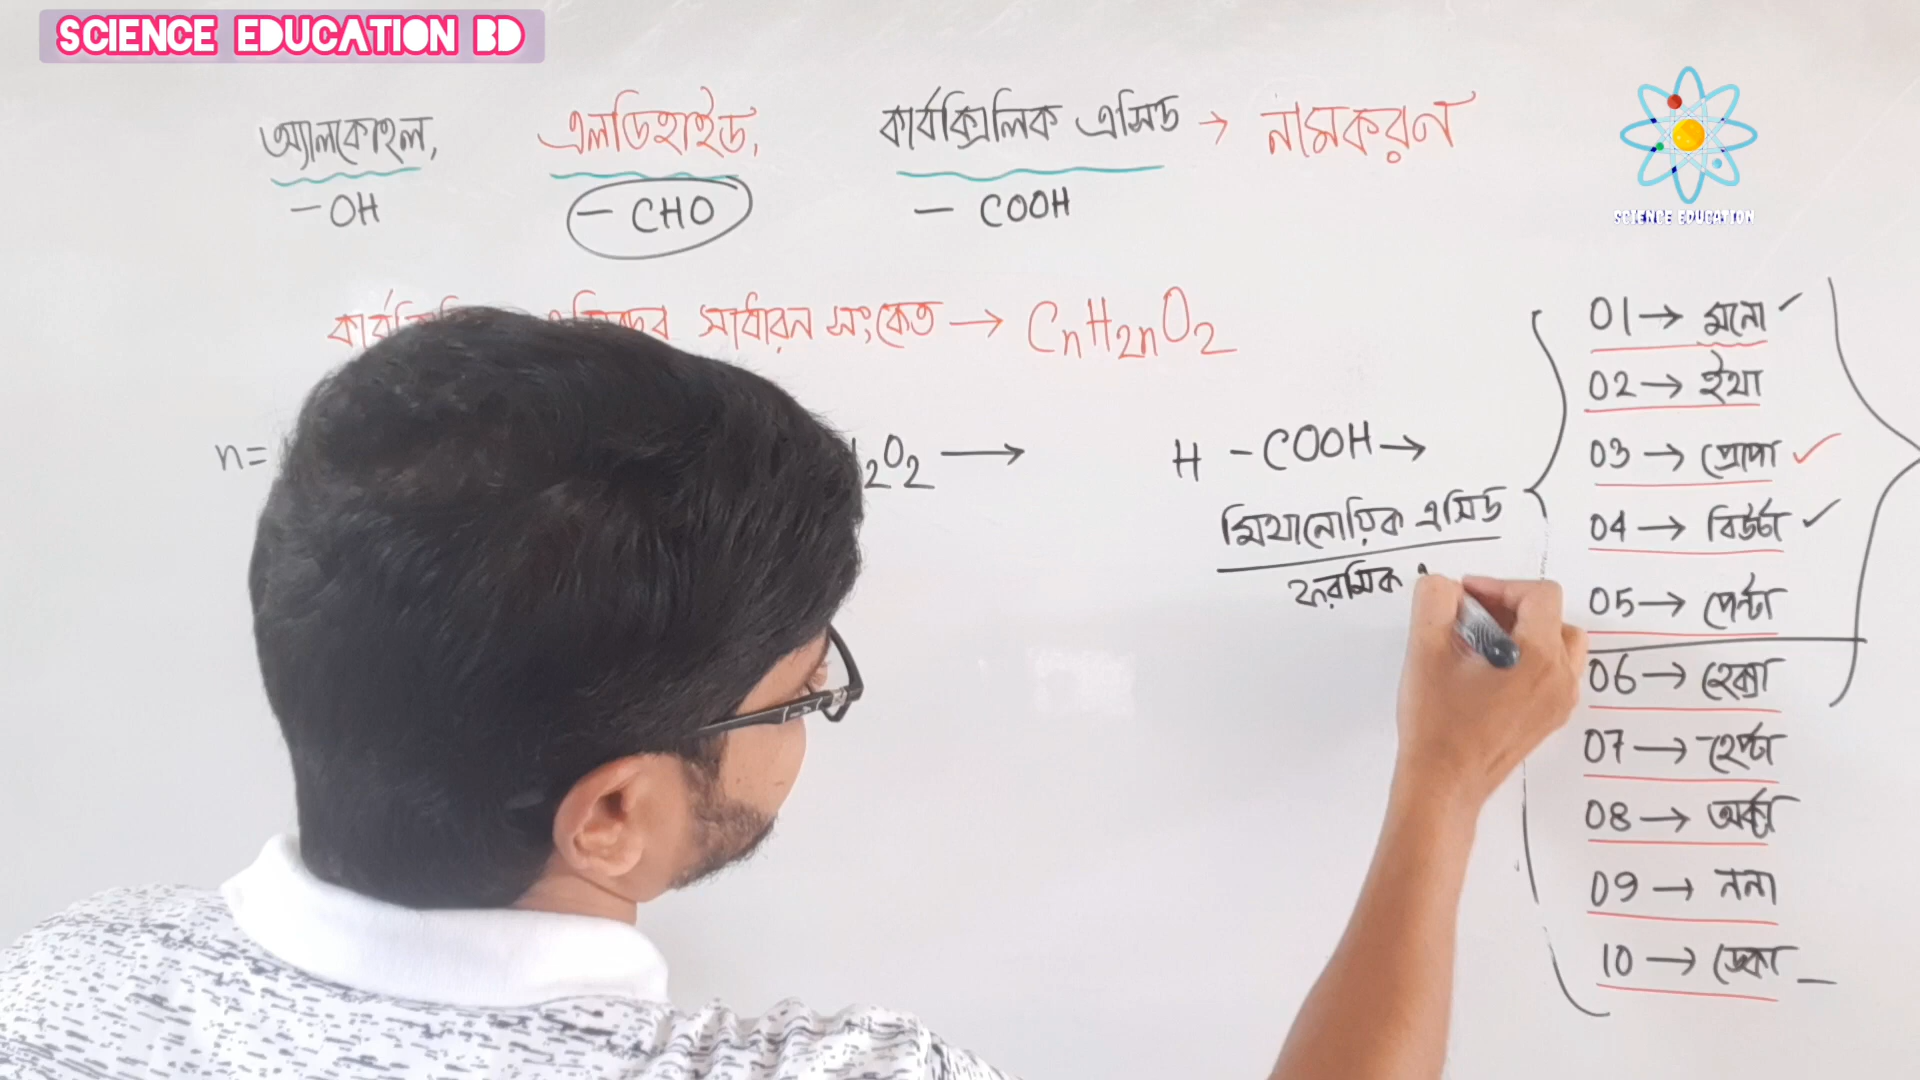 SCIENCE EDUCATION BD
অ্যালকোহল, এলডিহাইড, কার্বক্সিলিক এসিড → নামকরণ
– OH – CHO – COOH
SCIENCE EDUCATION
সাধারন সংকেত → CnH2nO2
n= 2O2 → H – COOH →
মিথানোয়িক এসিড
ফরমিক
01 → মনো ✓
02 → ইথা
03 → প্রোপা ✓
04 → বিউটা ✓
05 → পেন্টা
06 → হেক্সা
07 → হেপ্টা
08 → অক্টা
09 → ননা
10 → ডেকা –